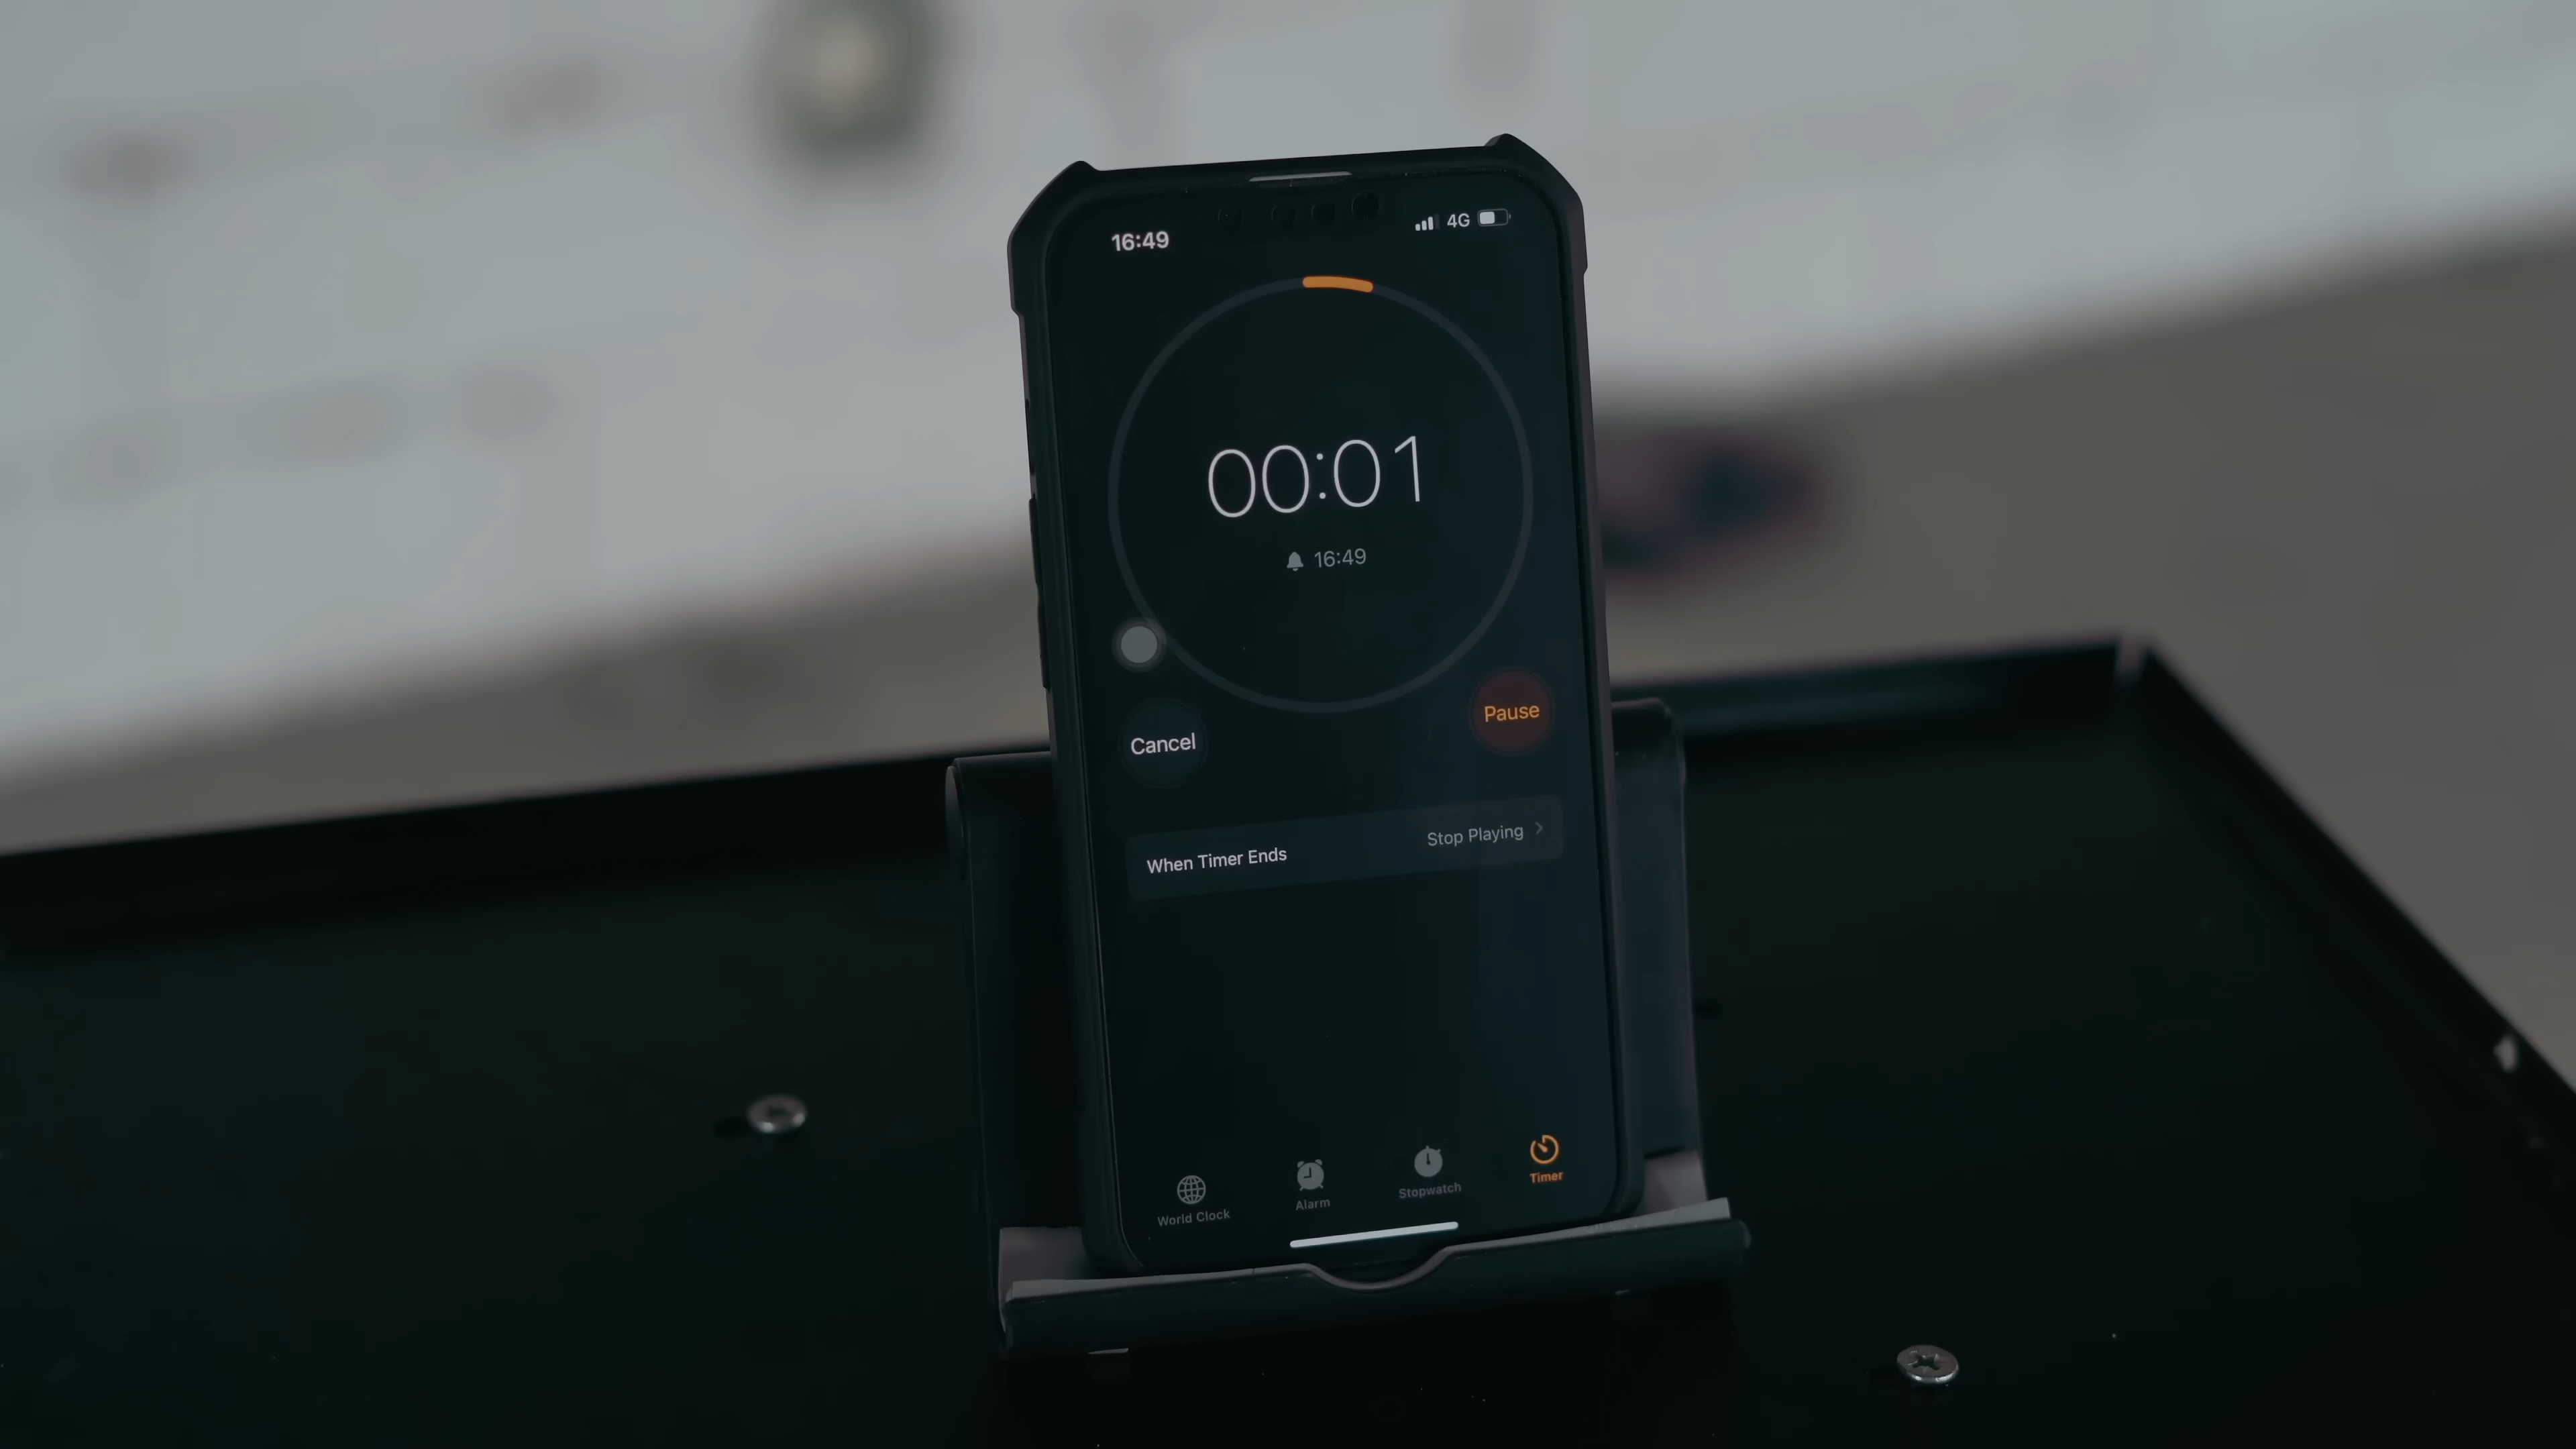 16:49
4G
00:01
16:49
Cancel
Pause
When Timer Ends
Stop Playing
World Clock
Alarm
Stopwatch
Timer